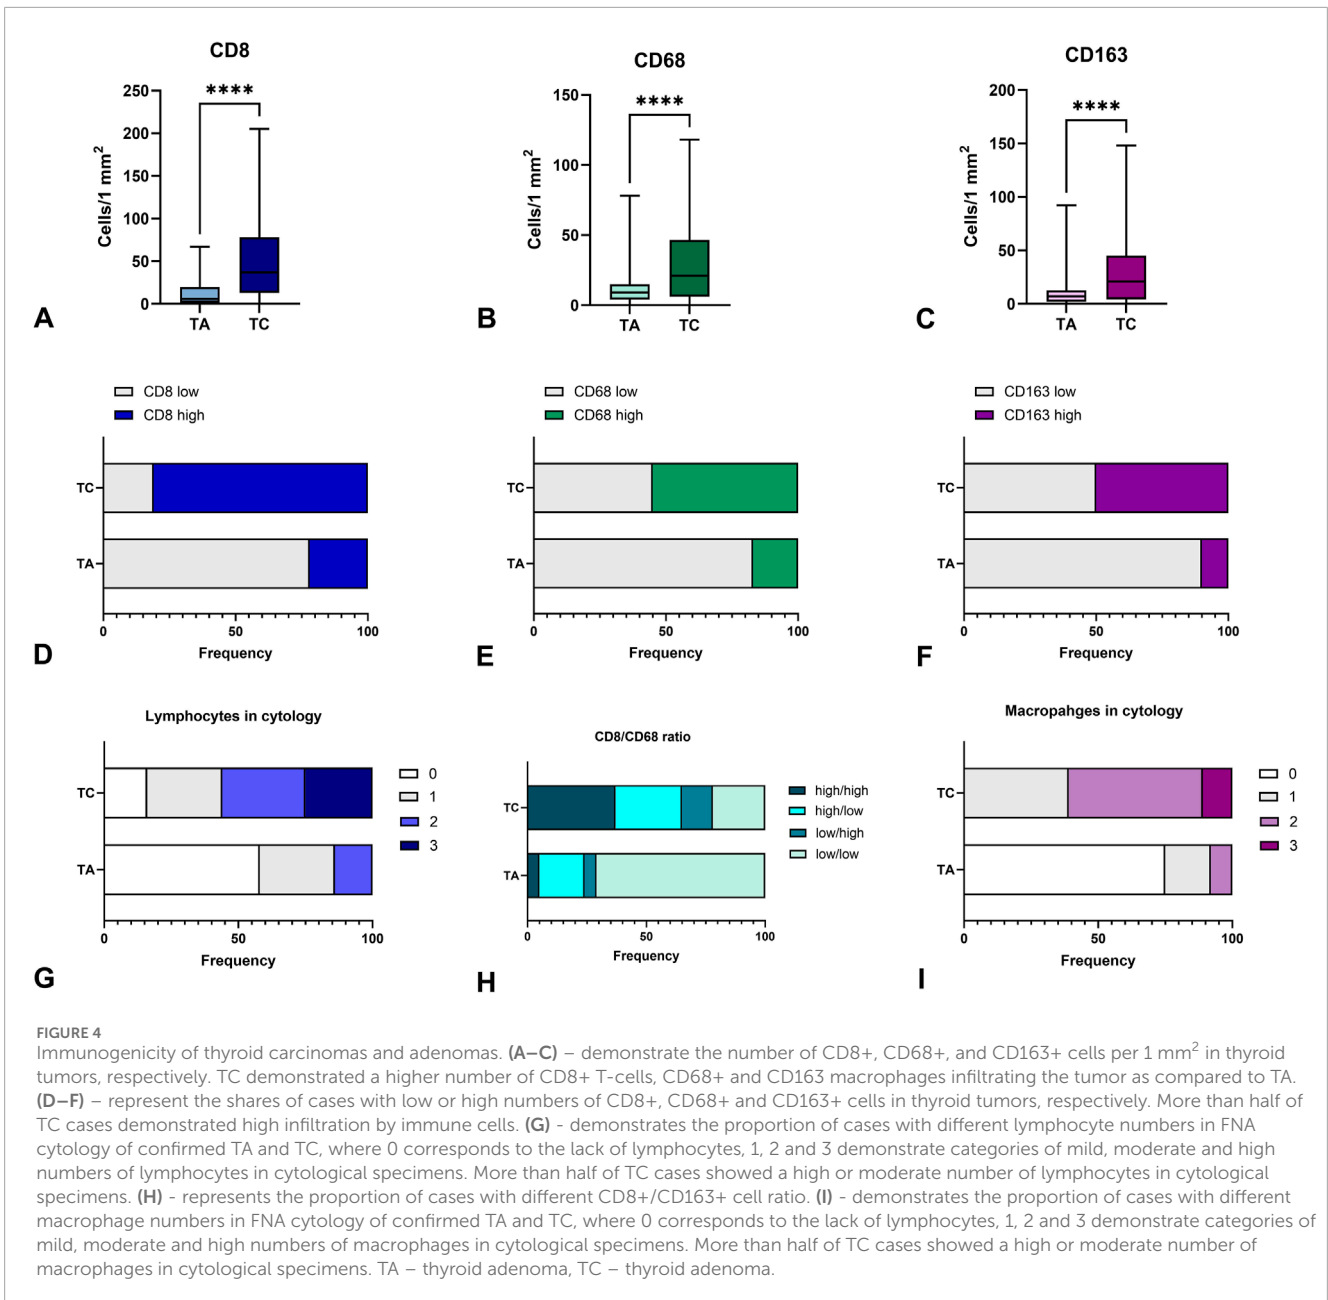 CD8
CD68
CD163
250
200
150
100
50
0
Cells/1 mm²
****
TA
TC
A
150
100
50
0
Cells/1 mm²
****
TA
TC
B
200
150
100
50
0
Cells/1 mm²
****
TA
TC
C
CD8 low
CD8 high
TC
TA
0
50
100
Frequency
D
CD68 low
CD68 high
TC
TA
0
50
100
Frequency
E
CD163 low
CD163 high
TC
TA
0
50
100
Frequency
F
Lymphocytes in cytology
TC
TA
0
1
2
3
0
50
100
Frequency
G
CD8/CD68 ratio
TC
TA
high/high
high/low
low/high
low/low
0
50
100
Frequency
H
Macropahges in cytology
TC
TA
0
1
2
3
0
50
100
Frequency
I
FIGURE 4
Immunogenicity of thyroid carcinomas and adenomas. (A–C) – demonstrate the number of CD8+, CD68+, and CD163+ cells per 1 mm² in thyroid
tumors, respectively. TC demonstrated a higher number of CD8+ T-cells, CD68+ and CD163 macrophages infiltrating the tumor as compared to TA.
(D–F) – represent the shares of cases with low or high numbers of CD8+, CD68+ and CD163+ cells in thyroid tumors, respectively. More than half of
TC cases demonstrated high infiltration by immune cells. (G) - demonstrates the proportion of cases with different lymphocyte numbers in FNA
cytology of confirmed TA and TC, where 0 corresponds to the lack of lymphocytes, 1, 2 and 3 demonstrate categories of mild, moderate and high
numbers of lymphocytes in cytological specimens. More than half of TC cases showed a high or moderate number of lymphocytes in cytological
specimens. (H) - represents the proportion of cases with different CD8+/CD163+ cell ratio. (I) - demonstrates the proportion of cases with different
macrophage numbers in FNA cytology of confirmed TA and TC, where 0 corresponds to the lack of lymphocytes, 1, 2 and 3 demonstrate categories of
mild, moderate and high numbers of macrophages in cytological specimens. More than half of TC cases showed a high or moderate number of
macrophages in cytological specimens. TA – thyroid adenoma, TC – thyroid adenoma.